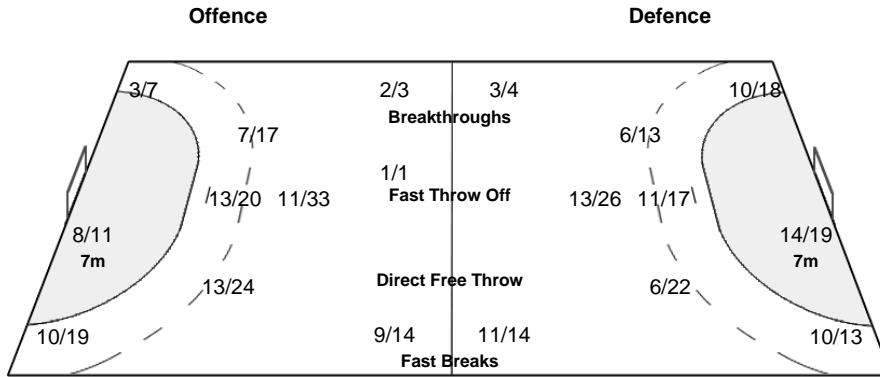 Offence Defence
3/7 2/3 3/4 10/18
Breakthroughs
7/17 6/13
1/1
13/20 11/33 Fast Throw Off 13/26 11/17
8/11 14/19
7m 7m
Direct Free Throw
13/24 6/22
10/19 9/14 11/14 10/13
Fast Breaks